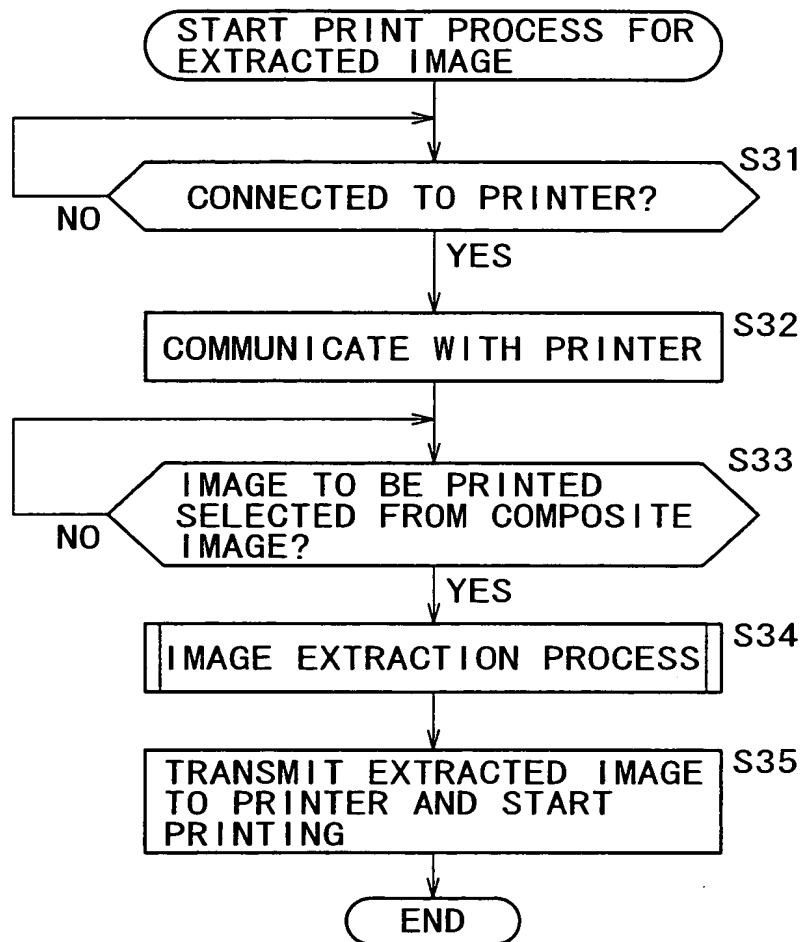 START PRINT PROCESS FOR
EXTRACTED IMAGE
S31
CONNECTED TO PRINTER?
NO
YES
S32
COMMUNICATE WITH PRINTER
S33
IMAGE TO BE PRINTED
SELECTED FROM COMPOSITE
IMAGE?
NO
YES
S34
IMAGE EXTRACTION PROCESS
S35
TRANSMIT EXTRACTED IMAGE
TO PRINTER AND START
PRINTING
END